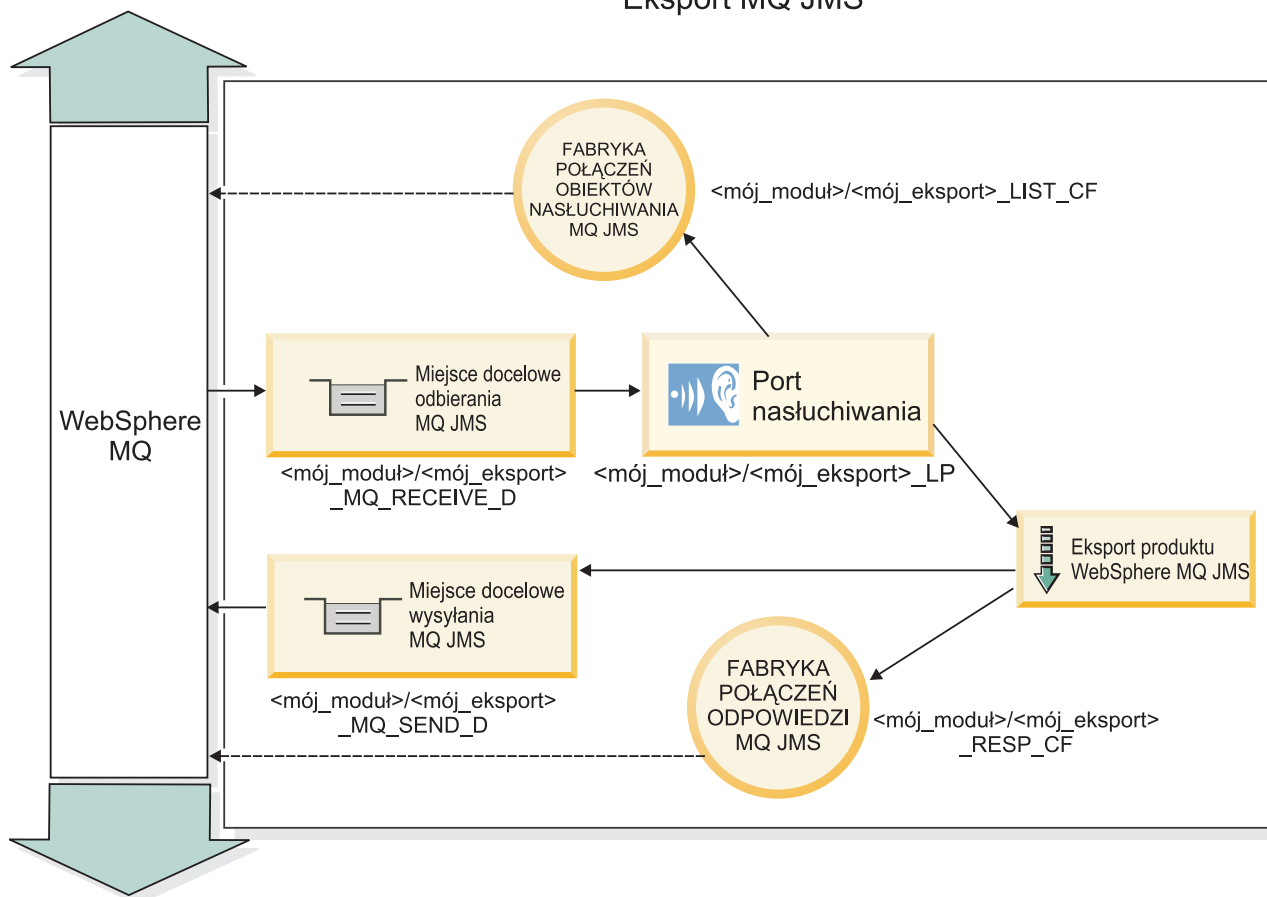 Eksport MQ JMS
FABRYKA
POŁĄCZEŃ
OBIEKTÓW
NASŁUCHIWANIA
MQ JMS
<mój_moduł>/<mój_eksport>_LIST_CF
WebSphere
MQ
Miejsce docelowe
odbierania
MQ JMS
<mój_moduł>/<mój_eksport>
_MQ_RECEIVE_D
Port
nasłuchiwania
<mój_moduł>/<mój_eksport>_LP
Eksport produktu
WebSphere MQ JMS
Miejsce docelowe
wysyłania
MQ JMS
<mój_moduł>/<mój_eksport>
_MQ_SEND_D
FABRYKA
POŁĄCZEŃ
ODPOWIEDZI
MQ JMS
<mój_moduł>/<mój_eksport>
_RESP_CF